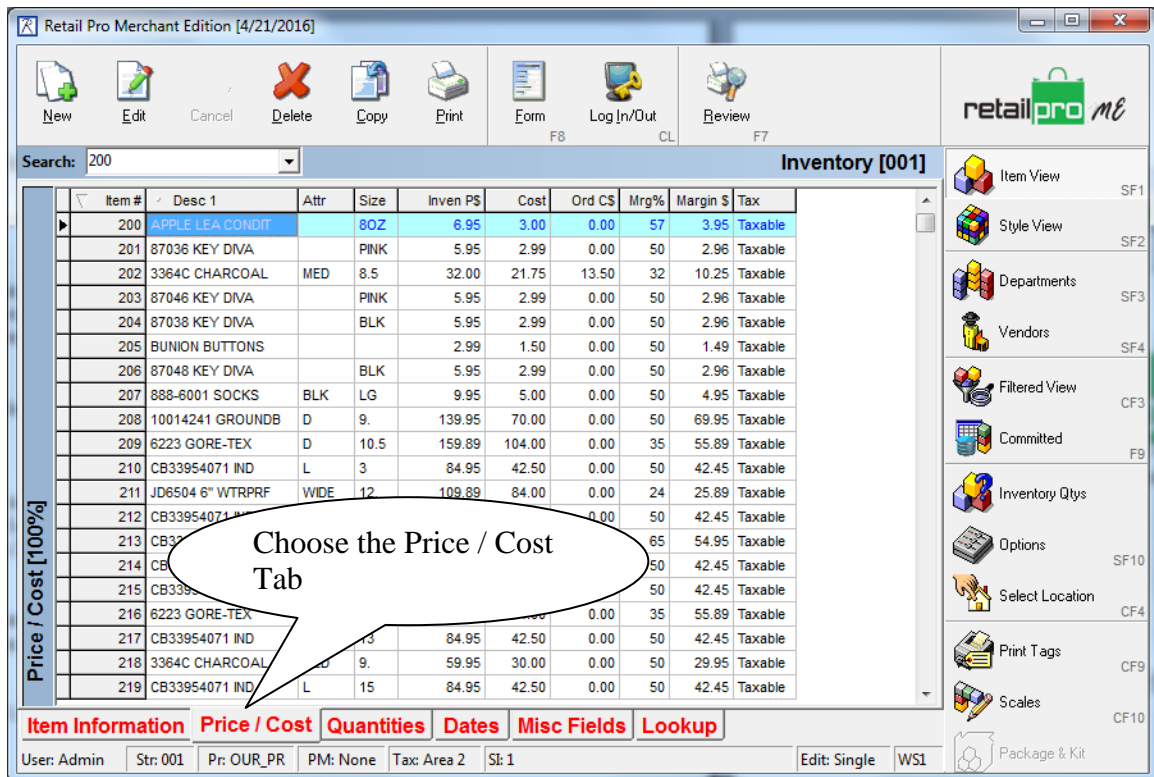 Retail Pro Merchant Edition [4/21/2016]
New Edit Cancel Delete Copy Print Form Log In/Out Review
F8 CL F7
retailpro ME
Search: 200 Inventory [001]
Item # Desc 1 Attr Size Inven P$ Cost Ord C$ Mrg% Margin $ Tax
200 APPLE LEA CONDIT 8OZ 6.95 3.00 0.00 57 3.95 Taxable
201 87036 KEY DIVA PINK 5.95 2.99 0.00 50 2.96 Taxable
202 3364C CHARCOAL MED 8.5 32.00 21.75 13.50 32 10.25 Taxable
203 87046 KEY DIVA PINK 5.95 2.99 0.00 50 2.96 Taxable
204 87038 KEY DIVA BLK 5.95 2.99 0.00 50 2.96 Taxable
205 BUNION BUTTONS 2.99 1.50 0.00 50 1.49 Taxable
206 87048 KEY DIVA BLK 5.95 2.99 0.00 50 2.96 Taxable
207 888-6001 SOCKS BLK LG 9.95 5.00 0.00 50 4.95 Taxable
208 10014241 GROUNDB D 9. 139.95 70.00 0.00 50 69.95 Taxable
209 6223 GORE-TEX D 10.5 159.89 104.00 0.00 35 55.89 Taxable
210 CB33954071 IND L 3 84.95 42.50 0.00 50 42.45 Taxable
211 JD6504 6" WTRPRF WIDE 12 109.89 84.00 0.00 24 25.89 Taxable
212 CB33954071 0.00 50 42.45 Taxable
213 65 54.95 Taxable
214 50 42.45 Taxable
215 50 42.45 Taxable
216 6223 GORE-TEX 0.00 35 55.89 Taxable
217 CB33954071 IND 84.95 42.50 0.00 50 42.45 Taxable
218 3364C CHARCOAL 9. 59.95 30.00 0.00 50 29.95 Taxable
219 CB33954071 IND L 15 84.95 42.50 0.00 50 42.45 Taxable
Price / Cost [100%]
Choose the Price / Cost
Tab
Item Information Price / Cost Quantities Dates Misc Fields Lookup
User: Admin Str: 001 Pr: OUR_PR PM: None Tax: Area 2 SI: 1 Edit: Single WS1
Item View SF1
Style View SF2
Departments SF3
Vendors SF4
Filtered View CF3
Committed F9
Inventory Qtys
Options SF10
Select Location CF4
Print Tags CF9
Scales CF10
Package & Kit